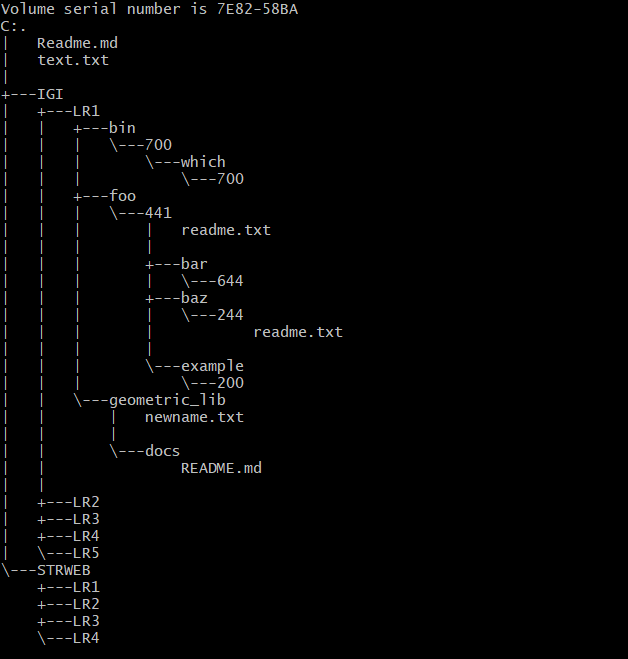 Volume serial number is 7E82-58BA
C:.
|   Readme.md
|   text.txt
|
+---IGI
|   +---LR1
|   |   +---bin
|   |   |   \---700
|   |   |       \---which
|   |   |           \---700
|   |   +---foo
|   |   |   \---441
|   |   |       |   readme.txt
|   |   |       |
|   |   |       +---bar
|   |   |       |   \---644
|   |   |       +---baz
|   |   |       |   \---244
|   |   |       |           readme.txt
|   |   |       |
|   |   |       \---example
|   |   |           \---200
|   |   \---geometric_lib
|   |       |   newname.txt
|   |       |
|   |       \---docs
|   |               README.md
|   |
|   +---LR2
|   +---LR3
|   +---LR4
|   \---LR5
\---STRWEB
    +---LR1
    +---LR2
    +---LR3
    \---LR4